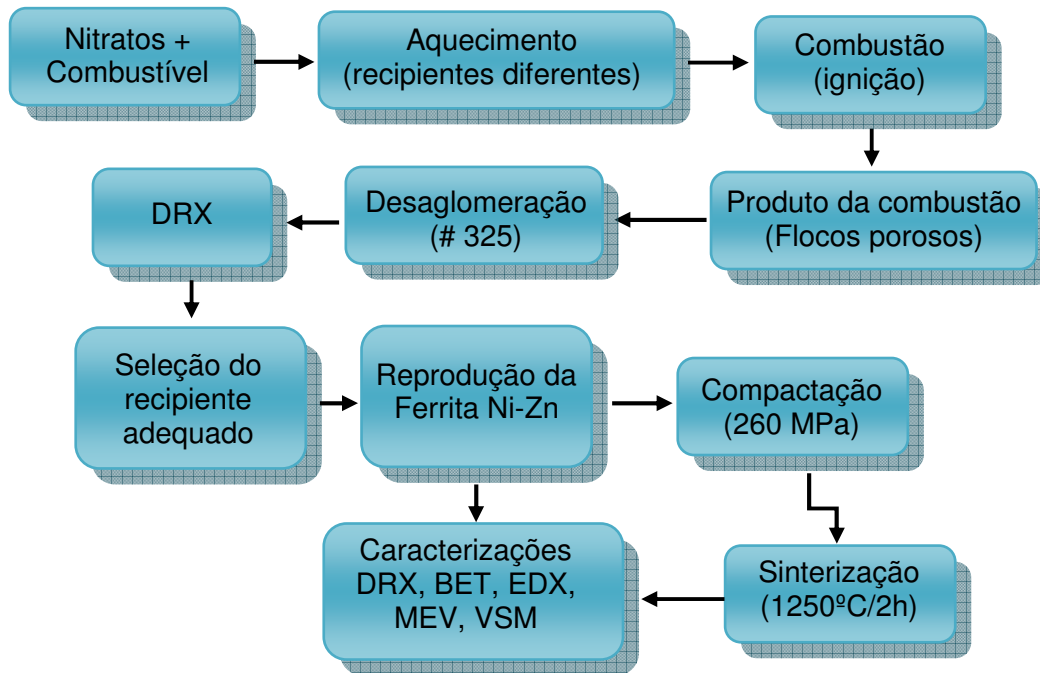 Nitratos +
Combustível
Aquecimento
(recipientes diferentes)
Combustão
(ignição)
Produto da combustão
(Flocos porosos)
Desaglomeração
(# 325)
DRX
Seleção do
recipiente
adequado
Reprodução da
Ferrita Ni-Zn
Compactação
(260 MPa)
Sinterização
(1250ºC/2h)
Caracterizações
DRX, BET, EDX,
MEV, VSM